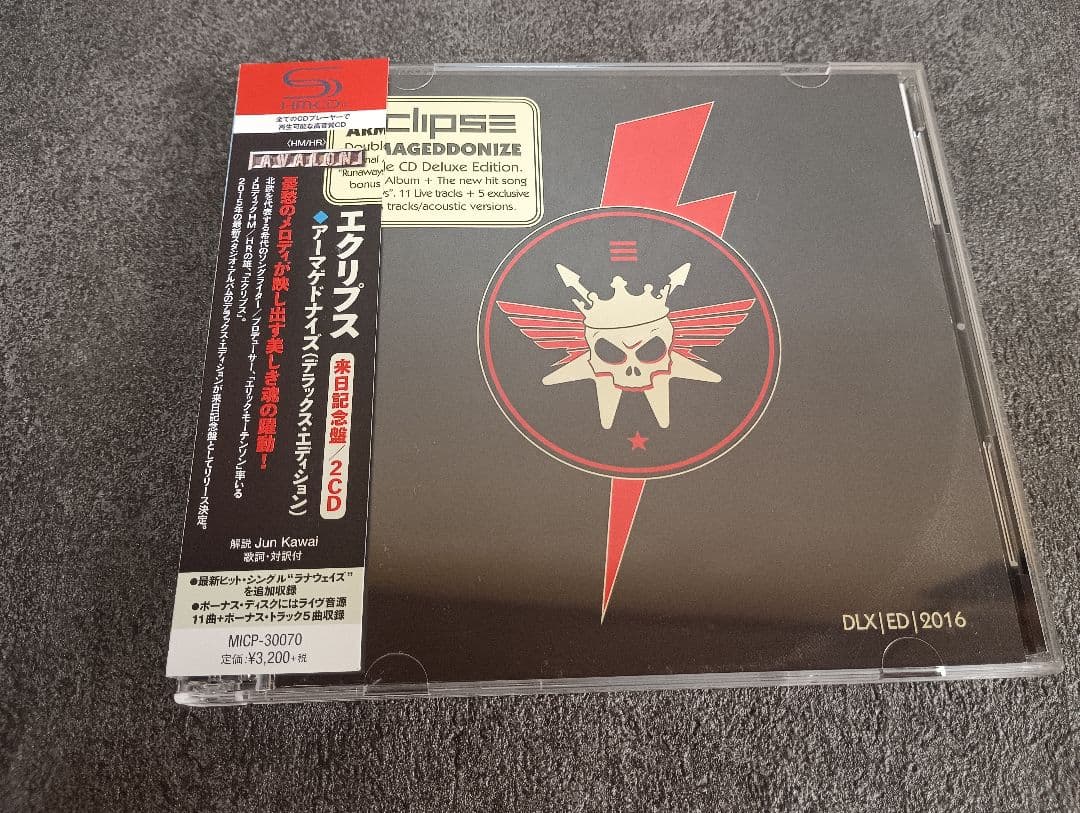 HM CD
全てのCDプレーヤーで
再生可能な高音質CD
〈HM/HR〉
AVALON
エクリプス
◆アーマゲドナイズ(デラックス・エディション)
来日記念盤/2CD
憂愁のメロディが映し出す美しき魂の躍動!
北欧を代表する希代のソングライター/プロデューサー、“エリック・モーテンソン”率いる
メロディックHM/HRの雄、“エクリプス”。
2015年の最新スタジオ・アルバムのデラックス・エディションが来日記念盤としてリリース決定。
解説 Jun Kawai
歌詞・対訳付
●最新ヒット・シングル“ラナウェイズ”
を追加収録
●ボーナス・ディスクにはライヴ音源
11曲+ボーナス・トラック5曲収録
MICP-30070
定価:¥3,200+税
clipse
ARM
MAGEDDONIZE
Doubl
le CD Deluxe Edition.
Album + The new hit song
"Runaway
ys". 11 Live tracks + 5 exclusive
bonus
tracks/acoustic versions.
DLX|ED|2016